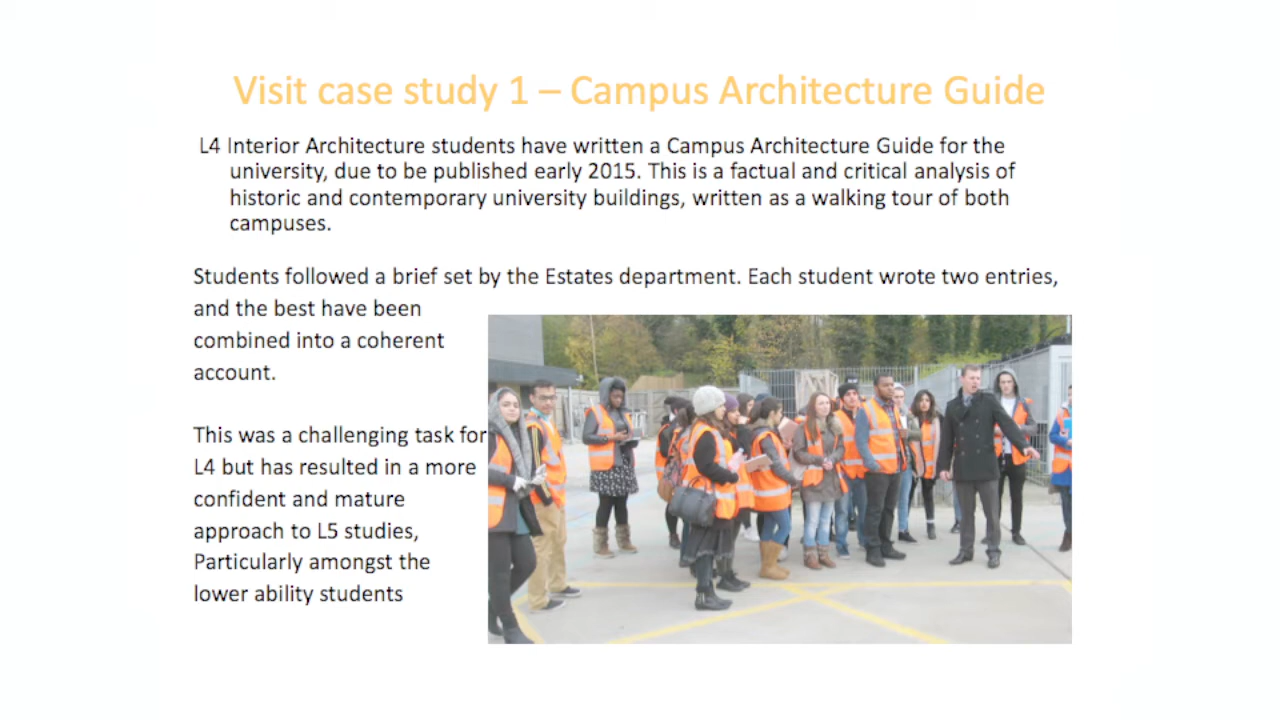 Visit case study 1 – Campus Architecture Guide
L4 Interior Architecture students have written a Campus Architecture Guide for the
university, due to be published early 2015. This is a factual and critical analysis of
historic and contemporary university buildings, written as a walking tour of both
campuses.
Students followed a brief set by the Estates department. Each student wrote two entries,
and the best have been
combined into a coherent
account.
This was a challenging task for
L4 but has resulted in a more
confident and mature
approach to L5 studies,
Particularly amongst the
lower ability students